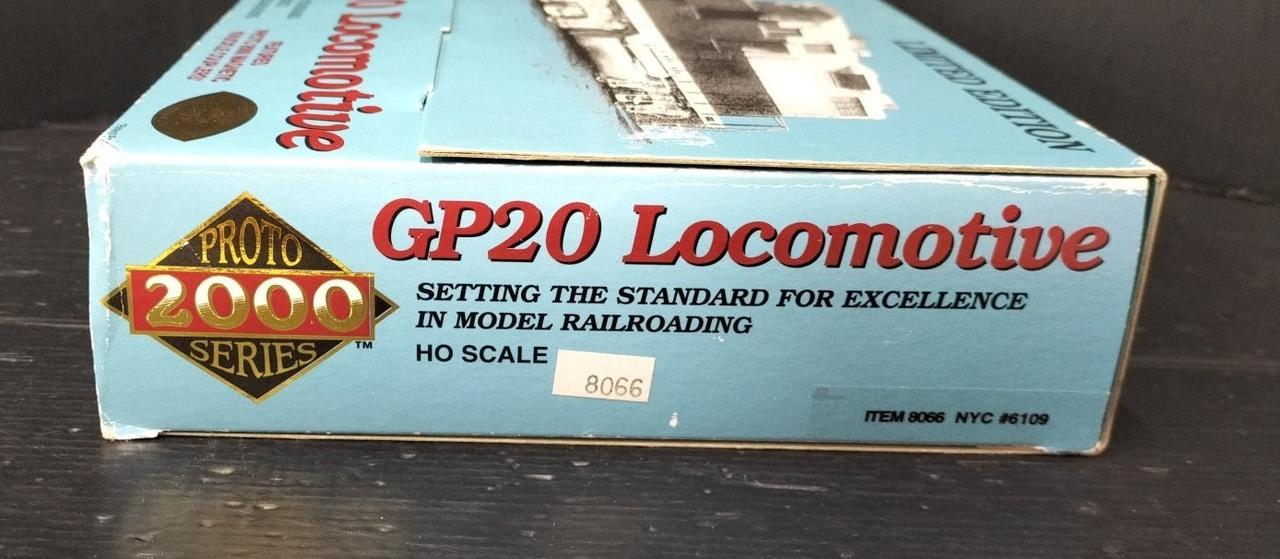 Locomotive
LIMITED EDITION
PROTO
2000
SERIES
™
GP20 Locomotive
SETTING THE STANDARD FOR EXCELLENCE
IN MODEL RAILROADING
HO SCALE
8066
ITEM 8066 NYC #6109